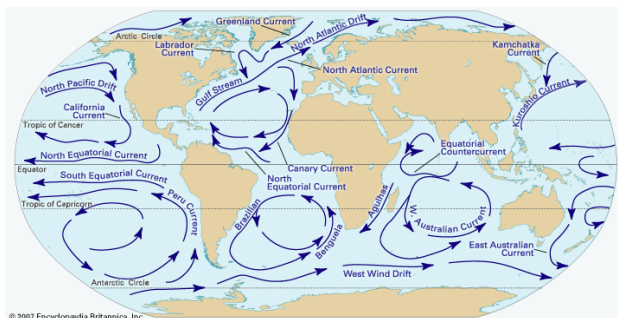 Greenland Current
North Atlantic Drift
Arctic Circle
Labrador
Current
Kamchatka
Current
North Atlantic Current
North Pacific Drift
Gulf Stream
Kuroshio Current
California
Current
Tropic of Cancer
Equatorial
Countercurrent
North Equatorial Current
Equator
Canary Current
South Equatorial Current
North
Equatorial Current
Tropic of Capricorn
Peru Current
Brazilian
Benguela
Agulhas
W. Australian Current
East Australian
Current
West Wind Drift
Antarctic Circle
© 2007 Encyclopædia Britannica, Inc.